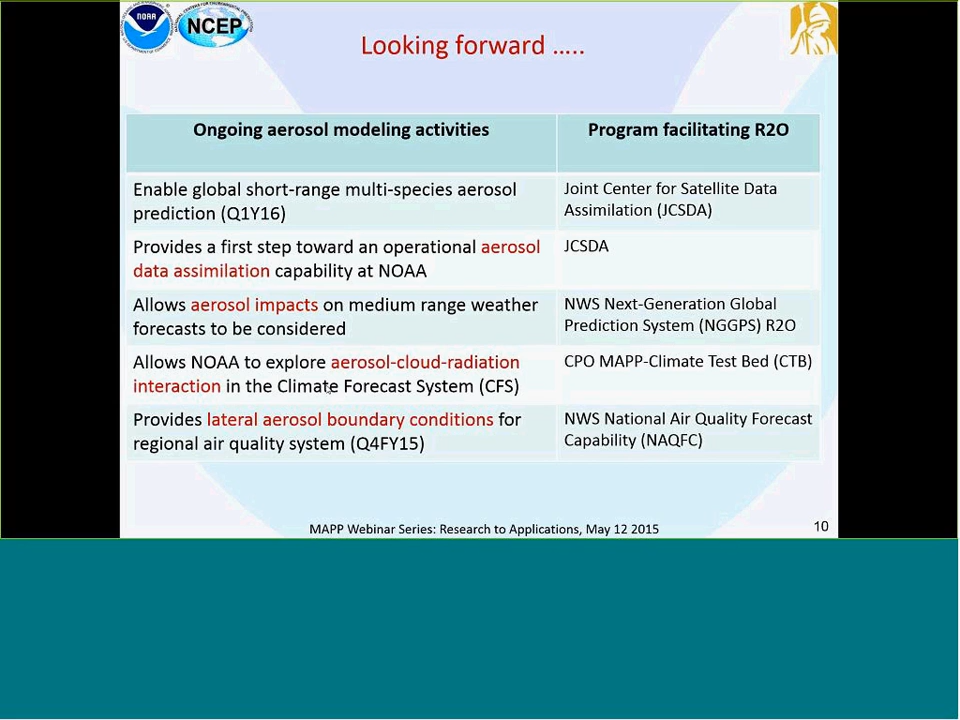 NOAA
NCEP
Looking forward .....
Ongoing aerosol modeling activities
Program facilitating R2O
Enable global short-range multi-species aerosol
prediction (Q1Y16)
Joint Center for Satellite Data
Assimilation (JCSDA)
Provides a first step toward an operational aerosol
data assimilation capability at NOAA
JCSDA
Allows aerosol impacts on medium range weather
forecasts to be considered
NWS Next-Generation Global
Prediction System (NGGPS) R2O
Allows NOAA to explore aerosol-cloud-radiation
interaction in the Climate Forecast System (CFS)
CPO MAPP-Climate Test Bed (CTB)
Provides lateral aerosol boundary conditions for
regional air quality system (Q4FY15)
NWS National Air Quality Forecast
Capability (NAQFC)
MAPP Webinar Series: Research to Applications, May 12 2015
10